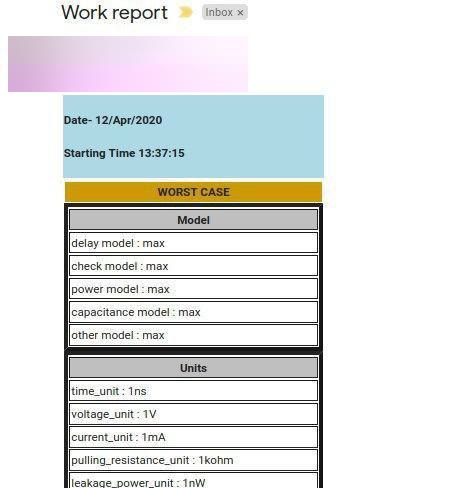 Work report
Inbox ×
Date- 12/Apr/2020
Starting Time 13:37:15
WORST CASE
Model
delay model : max
check model : max
power model : max
capacitance model : max
other model : max
Units
time_unit : 1ns
voltage_unit : 1V
current_unit : 1mA
pulling_resistance_unit : 1kohm
leakage_power_unit : 1nW